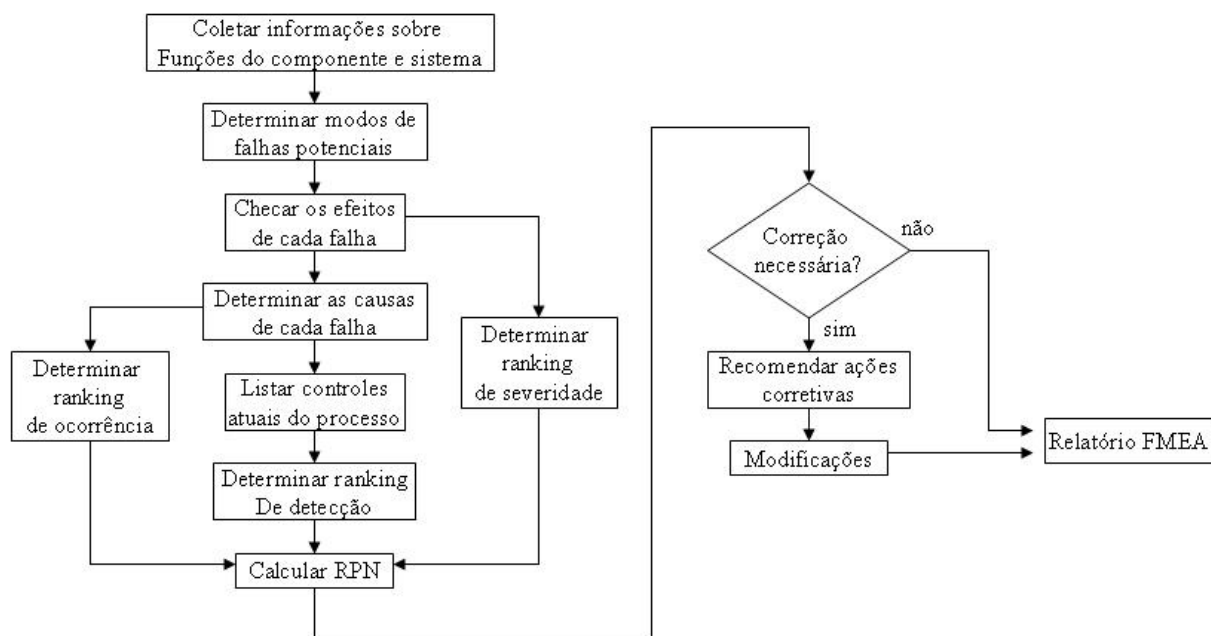 Coletar informações sobre
Funções do componente e sistema
Determinar modos de
falhas potenciais
Checar os efeitos
de cada falha
Determinar as causas
de cada falha
Determinar
ranking
de ocorrência
Determinar
ranking
de severidade
Listar controles
atuais do processo
Determinar ranking
De detecção
Calcular RPN
Correção
necessária?
não
sim
Recomendar ações
corretivas
Modificações
Relatório FMEA